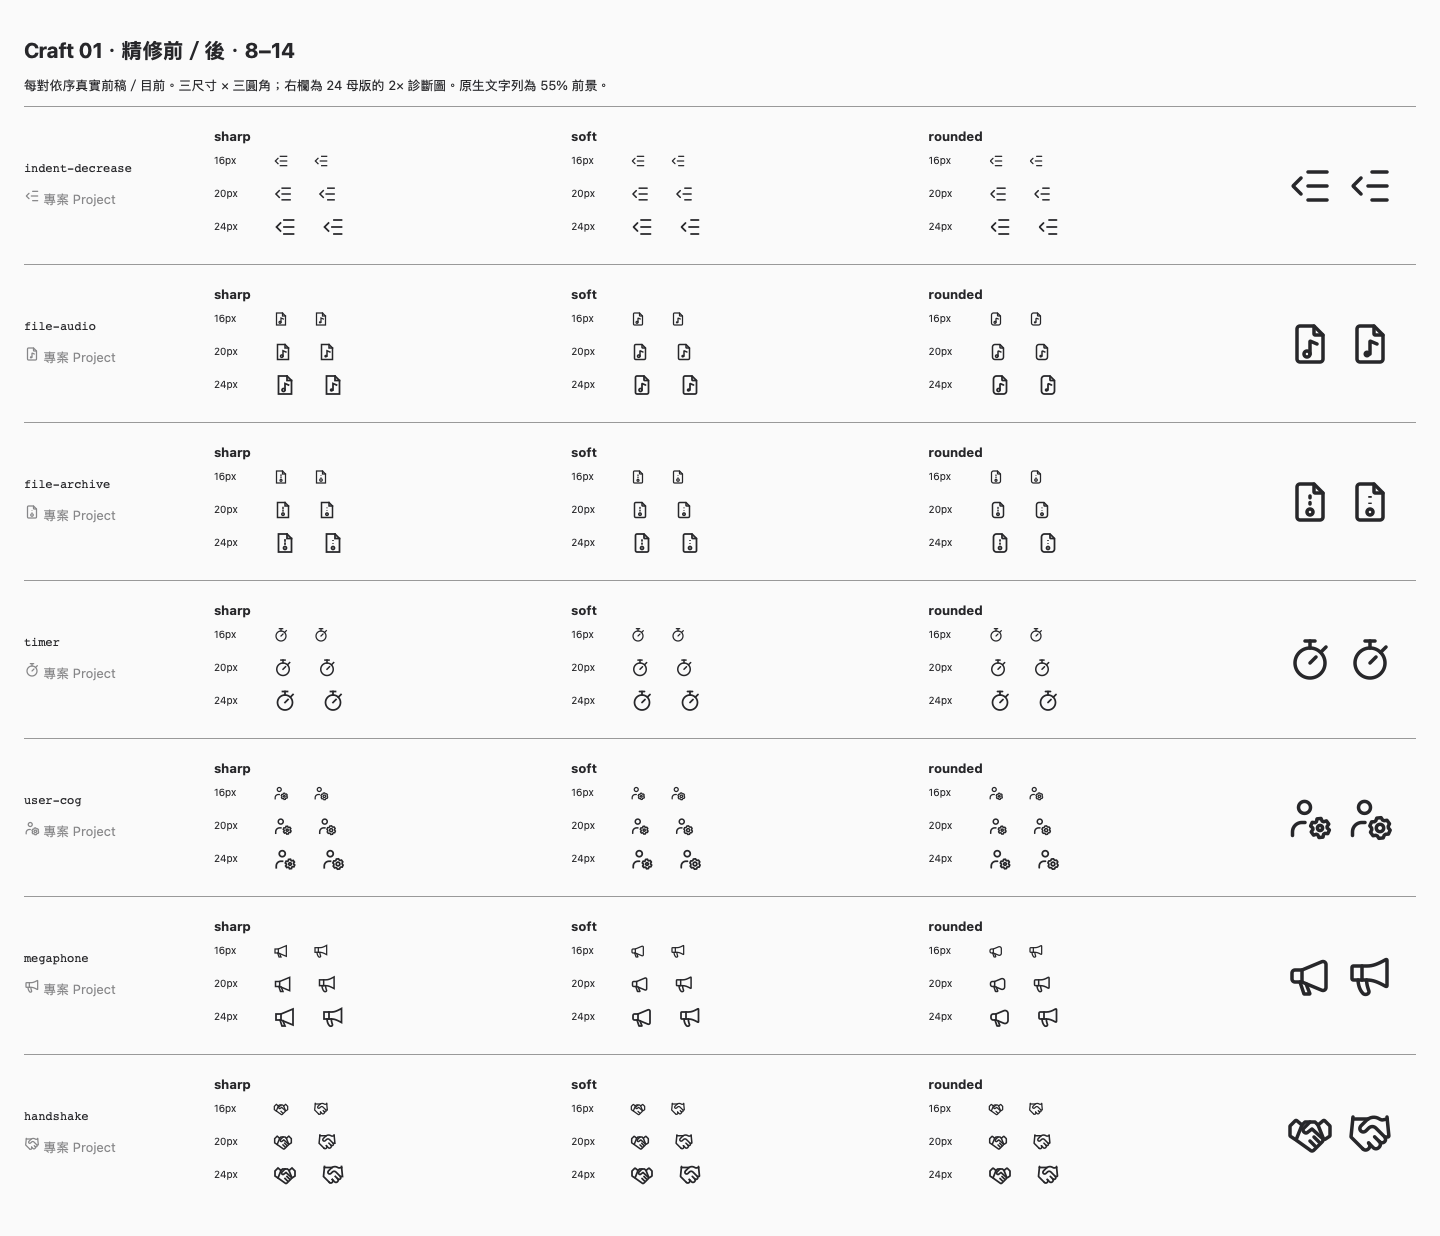 Craft 01 · 精修前 / 後 · 8–14
每對依序真實前稿 / 目前。三尺寸 × 三圓角；右欄為 24 母版的 2× 診斷圖。原生文字列為 55% 前景。
indent-decrease
專案 Project
sharp
16px
20px
24px
soft
16px
20px
24px
rounded
16px
20px
24px
file-audio
專案 Project
sharp
16px
20px
24px
soft
16px
20px
24px
rounded
16px
20px
24px
file-archive
專案 Project
sharp
16px
20px
24px
soft
16px
20px
24px
rounded
16px
20px
24px
timer
專案 Project
sharp
16px
20px
24px
soft
16px
20px
24px
rounded
16px
20px
24px
user-cog
專案 Project
sharp
16px
20px
24px
soft
16px
20px
24px
rounded
16px
20px
24px
megaphone
專案 Project
sharp
16px
20px
24px
soft
16px
20px
24px
rounded
16px
20px
24px
handshake
專案 Project
sharp
16px
20px
24px
soft
16px
20px
24px
rounded
16px
20px
24px